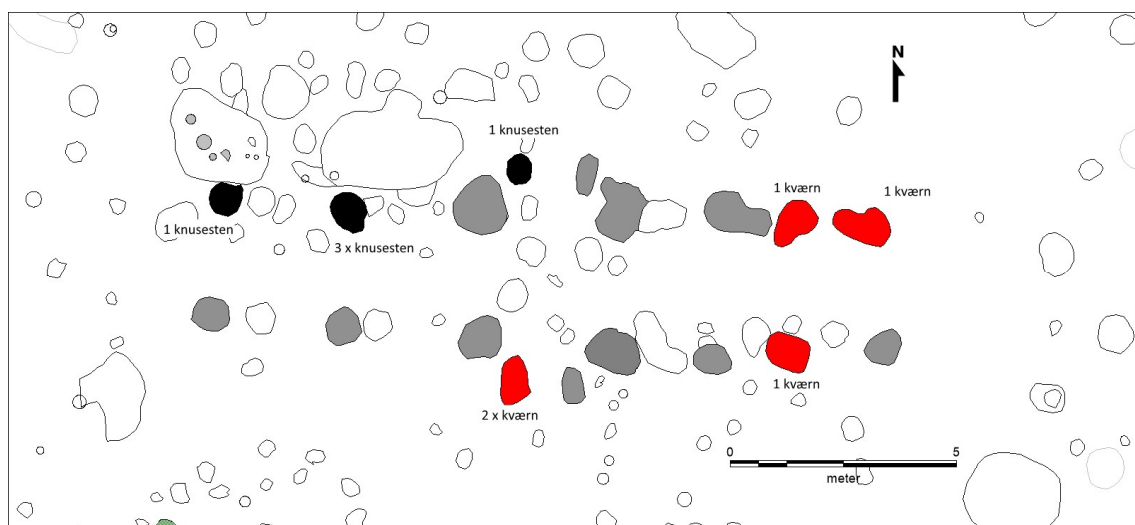 N
1 knusesten
1 kværn
1 kværn
1 knusesten
3 x knusesten
1 kværn
2 x kværn
0
5
meter